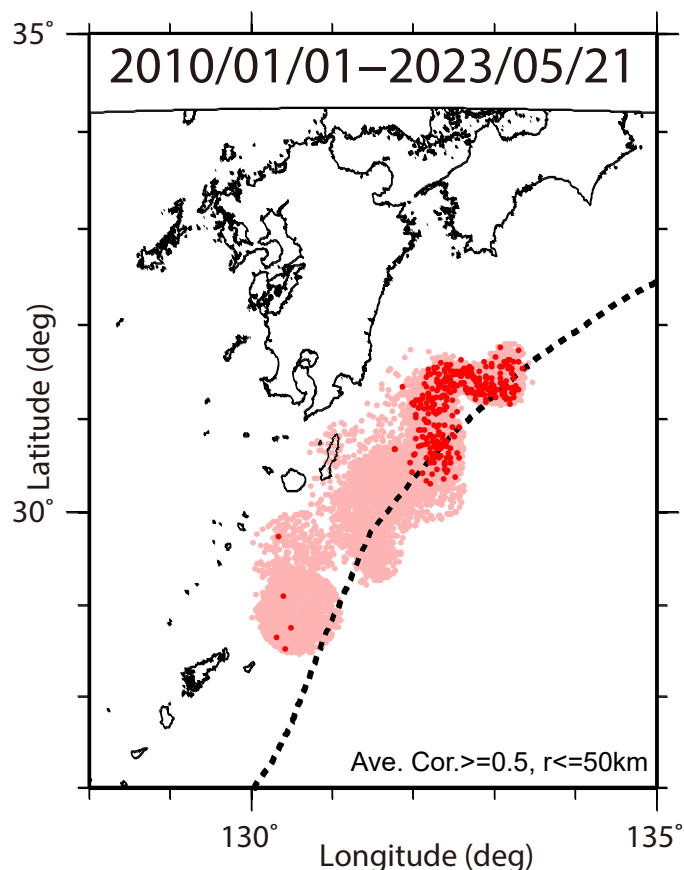 35°
2010/01/01−2023/05/21
Latitude (deg)
30°
Ave. Cor.>=0.5, r<=50km
130°
135°
Longitude (deg)